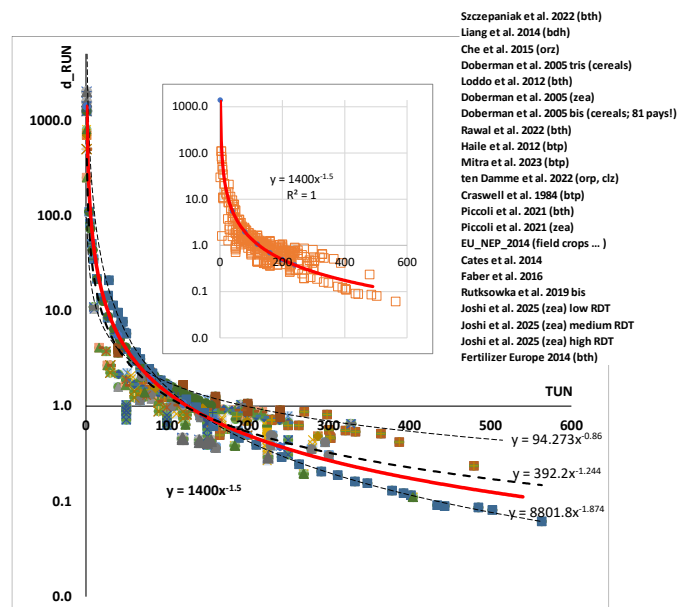 Szczepaniak et al. 2022 (bth)
Liang et al. 2014 (bdh)
Che et al. 2015 (orz)
Doberman et al. 2005 tris (cereals)
Loddo et al. 2012 (bth)
Doberman et al. 2005 (zea)
Doberman et al. 2005 bis (cereals; 81 pays!)
Rawal et al. 2022 (bth)
Haile et al. 2012 (btp)
Mitra et al. 2023 (btp)
ten Damme et al. 2022 (orp, clz)
Craswell et al. 1984 (btp)
Piccoli et al. 2021 (bth)
Piccoli et al. 2021 (zea)
EU_NEP_2014 (field crops ... )
Cates et al. 2014
Faber et al. 2016
Rutksowka et al. 2019 bis
Joshi et al. 2025 (zea) low RDT
Joshi et al. 2025 (zea) medium RDT
Joshi et al. 2025 (zea) high RDT
Fertilizer Europe 2014 (bth)
d_RUN
1000.0
100.0
10.0
1.0
0.1
0.0
0
100
200
300
400
500
600
TUN
1000.0
100.0
10.0
1.0
0.1
0.0
0
200
400
600
y = 1400x^-1.5
R² = 1
y = 94.273x^-0.86
y = 392.2x^-1.244
y = 8801.8x^-1.874
y = 1400x^-1.5